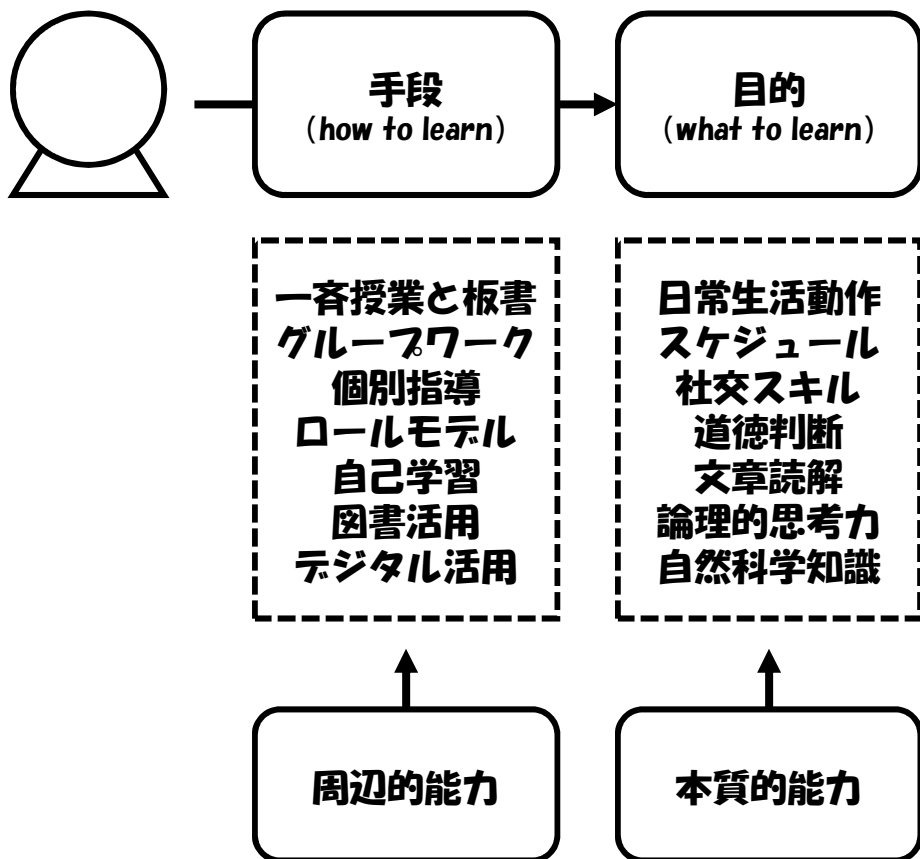 手段
(how to learn)
目的
(what to learn)
一斉授業と板書
グループワーク
個別指導
ロールモデル
自己学習
図書活用
デジタル活用
日常生活動作
スケジュール
社交スキル
道徳判断
文章読解
論理的思考力
自然科学知識
周辺的能力
本質的能力